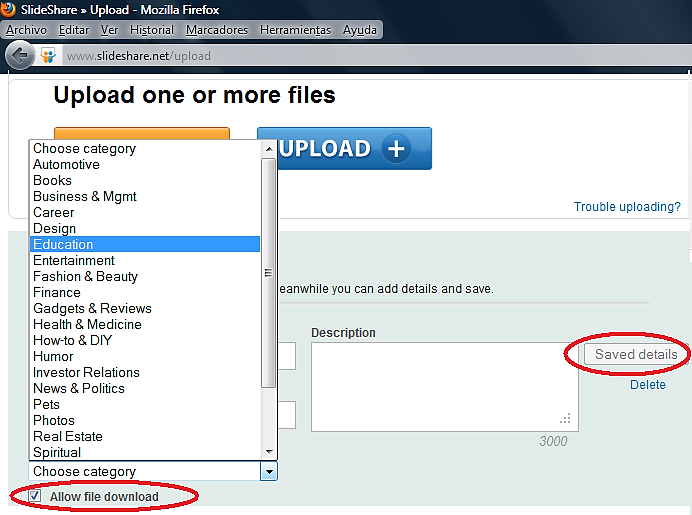 SlideShare » Upload - Mozilla Firefox
Archivo Editar Ver Historial Marcadores Herramientas Ayuda
www.slideshare.net/upload
Upload one or more files
UPLOAD +
Trouble uploading?
Choose category
Automotive
Books
Business & Mgmt
Career
Design
Education
Entertainment
Fashion & Beauty
Finance
Gadgets & Reviews
Health & Medicine
How-to & DIY
Humor
Investor Relations
News & Politics
Pets
Photos
Real Estate
Spiritual
eanwhile you can add details and save.
Description
Saved details
Delete
3000
Choose category
Allow file download